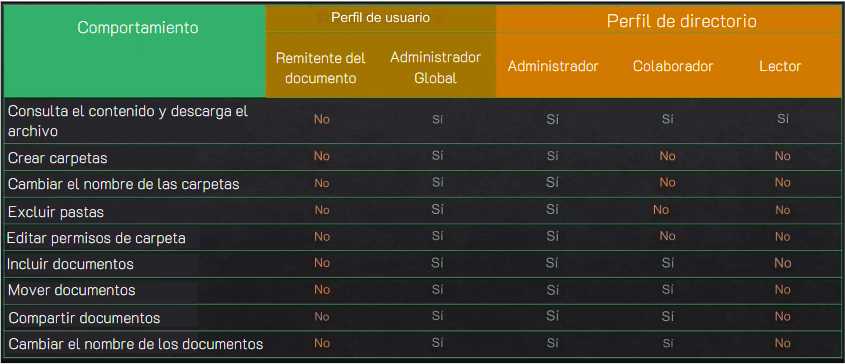 Comportamiento
Perfil de usuario
Perfil de directorio
Remitente del documento
Administrador Global
Administrador
Colaborador
Lector
Consulta el contenido y descarga el archivo No Sí Sí Sí Sí
Crear carpetas No Sí Sí No No
Cambiar el nombre de las carpetas No Sí Sí No No
Excluir pastas No Sí Sí No No
Editar permisos de carpeta No Sí Sí No No
Incluir documentos No Sí Sí Sí No
Mover documentos No Sí Sí Sí No
Compartir documentos No Sí Sí Sí No
Cambiar el nombre de los documentos No Sí Sí Sí No